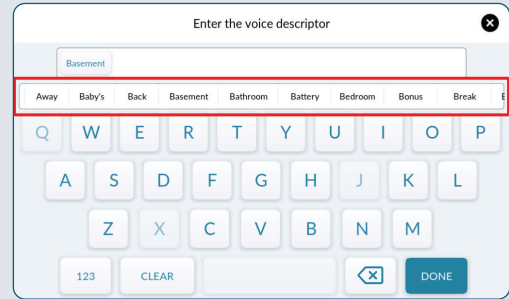 Enter the voice descriptor
Basement
Away Baby's Back Basement Bathroom Battery Bedroom Bonus Break
Q W E R T Y U I O P
A S D F G H J K L
Z X C V B N M
123 CLEAR DONE